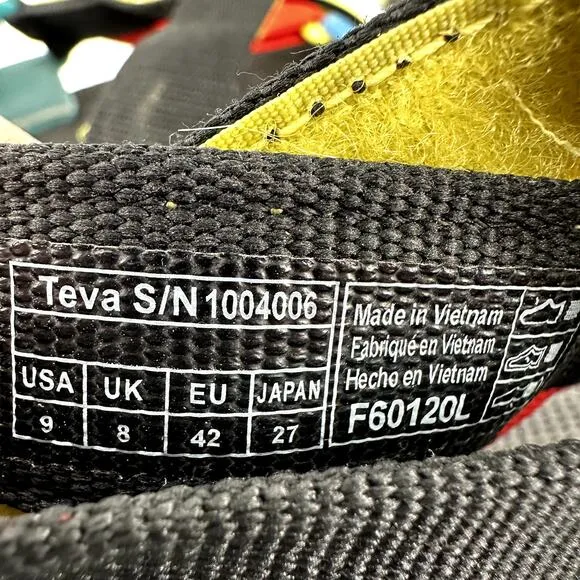 Teva S/N 1004006
USA UK EU JAPAN
9 8 42 27
Made in Vietnam
Fabriqué en Viétnam
Hecho en Vietnam
F60120L